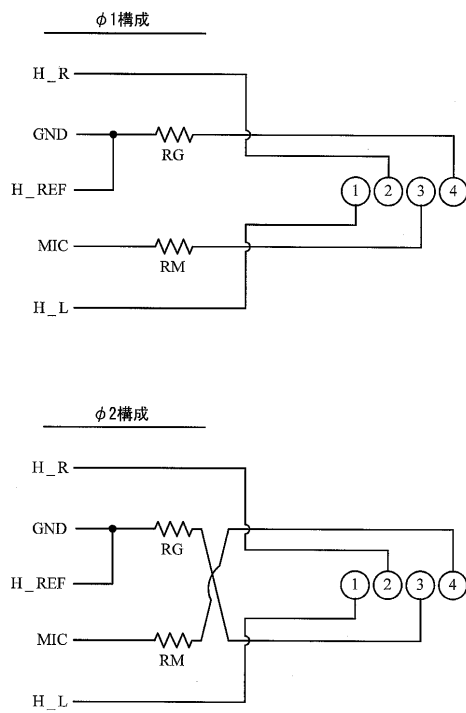 φ1構成
H_R
GND
RG
H_REF
1 2 3 4
MIC
RM
H_L
φ2構成
H_R
GND
RG
H_REF
1 2 3 4
MIC
RM
H_L